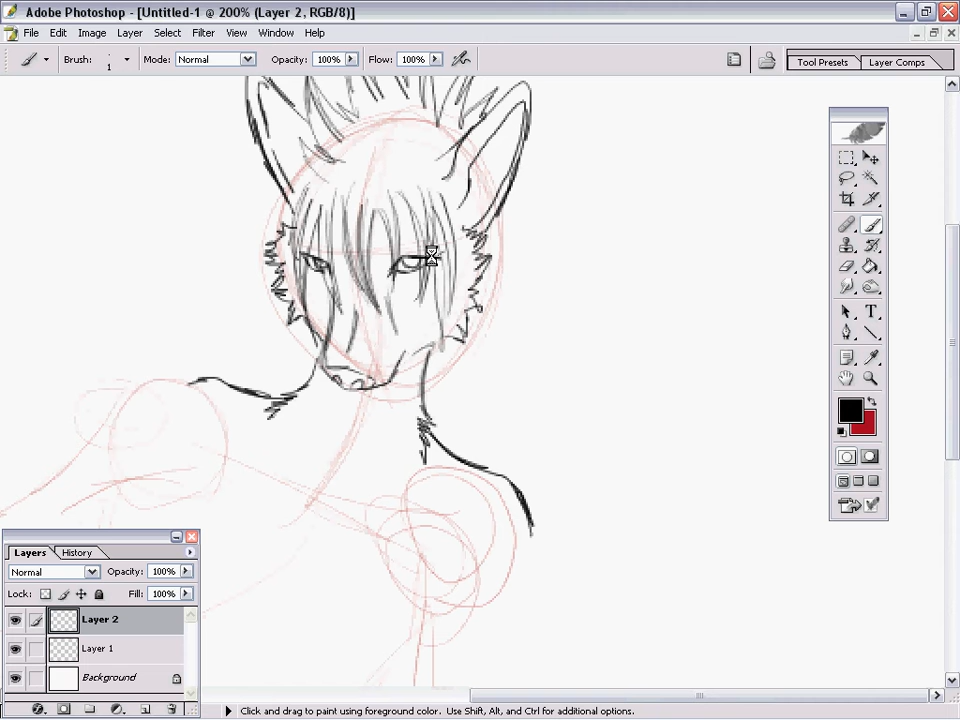 Adobe Photoshop - [Untitled-1 @ 200% (Layer 2, RGB/8)]
File Edit Image Layer Select Filter View Window Help
Brush: 1 Mode: Normal Opacity: 100% Flow: 100% Tool Presets Layer Comps
T
Layers History
Normal Opacity: 100%
Lock: Fill: 100%
Layer 2
Layer 1
Background
Click and drag to paint using foreground color. Use Shift, Alt, and Ctrl for additional options.